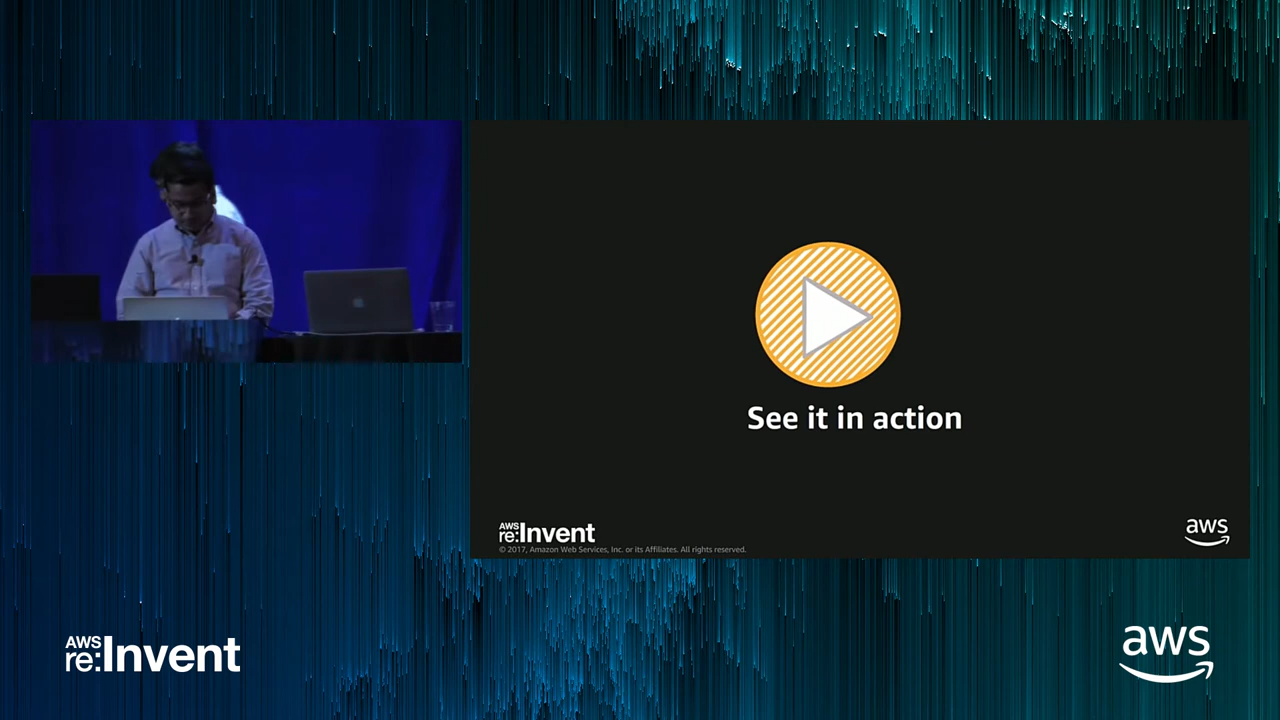 See it in action
AWS
re:Invent
© 2017, Amazon Web Services, Inc. or its Affiliates. All rights reserved.
aws
AWS
re:Invent
aws